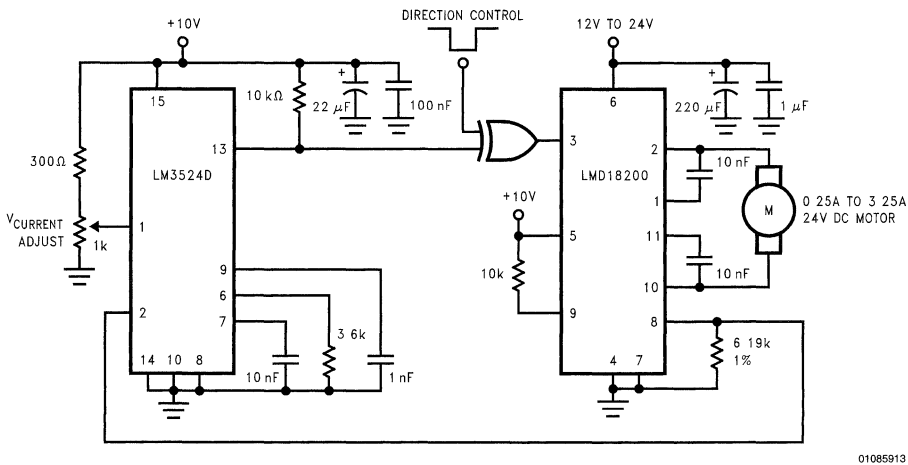 DIRECTION CONTROL
+10V
12V TO 24V
15
10 kΩ
+
22 μF
100 nF
6
+
220 μF
1 μF
300Ω
13
LM3524D
3
LMD18200
2
10 nF
1
M
0 25A TO 3 25A
24V DC MOTOR
VCURRENT
ADJUST
1k
1
+10V
5
11
10k
10 nF
10
9
6
7
9
2
8
3 6k
6 19k
1%
14 10 8
10 nF
1 nF
4 7
01085913